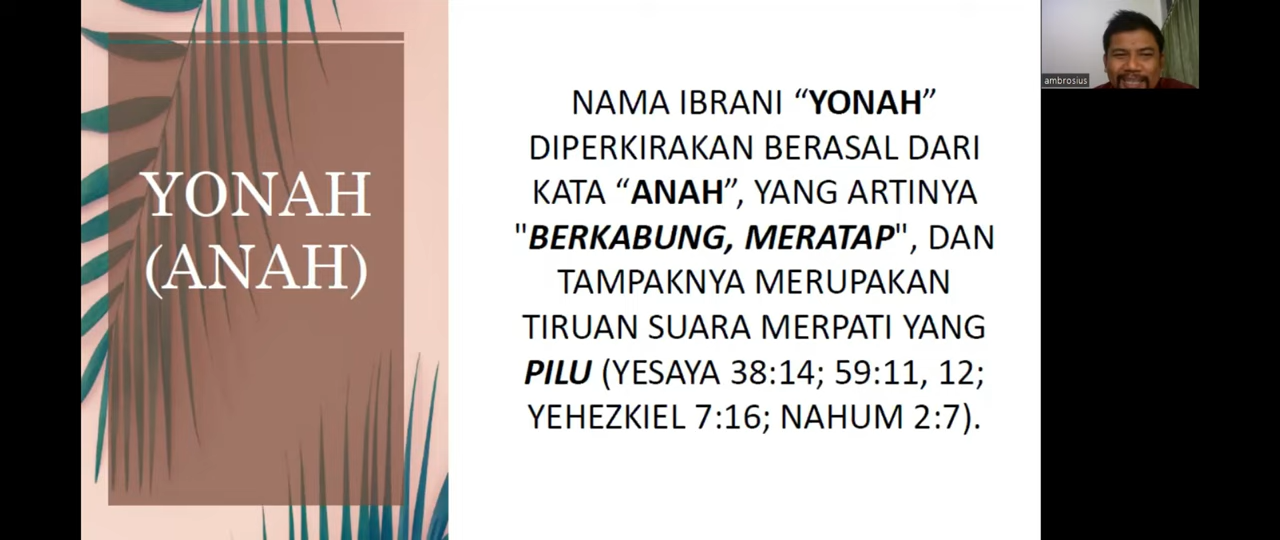 YONAH
(ANAH)
NAMA IBRANI “YONAH”
DIPERKIRAKAN BERASAL DARI
KATA “ANAH”, YANG ARTINYA
"BERKABUNG, MERATAP", DAN
TAMPAKNYA MERUPAKAN
TIRUAN SUARA MERPATI YANG
PILU (YESAYA 38:14; 59:11, 12;
YEHEZKIEL 7:16; NAHUM 2:7).
ambrosius